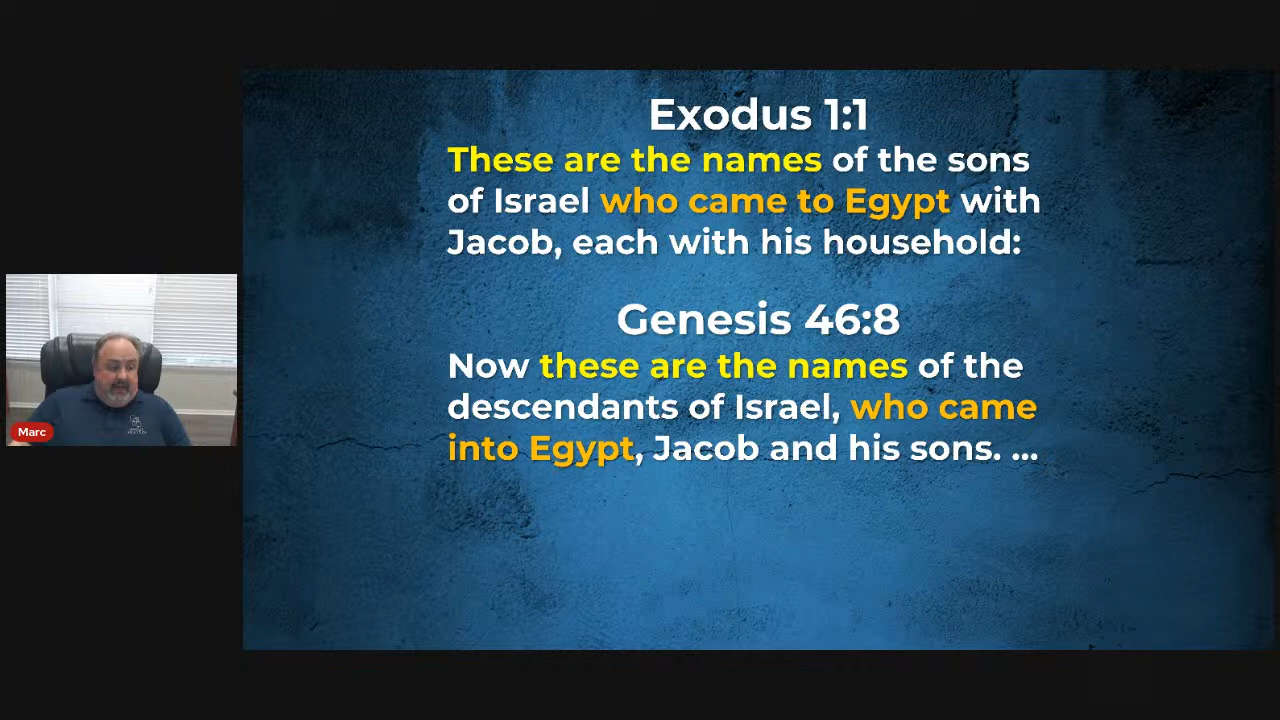 Exodus 1:1
These are the names of the sons
of Israel who came to Egypt with
Jacob, each with his household:
Genesis 46:8
Now these are the names of the
descendants of Israel, who came
into Egypt, Jacob and his sons. ...
Marc